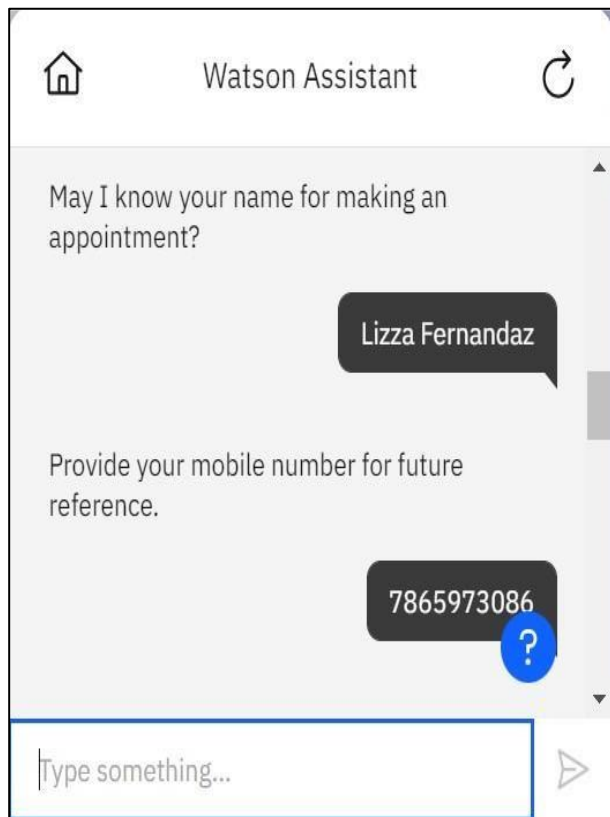 Watson Assistant
May I know your name for making an
appointment?
Lizza Fernandaz
Provide your mobile number for future
reference.
7865973086
?
Type something...